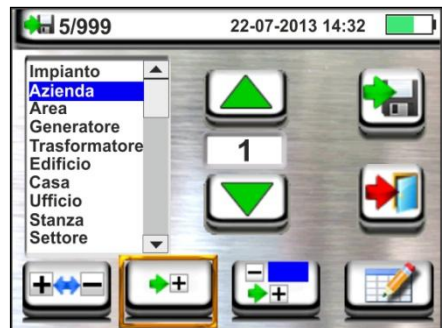 5/999 22-07-2013 14:32
Impianto
Azienda
Area
Generatore
Trasformatore
Edificio
Casa
Ufficio
Stanza
Settore
1